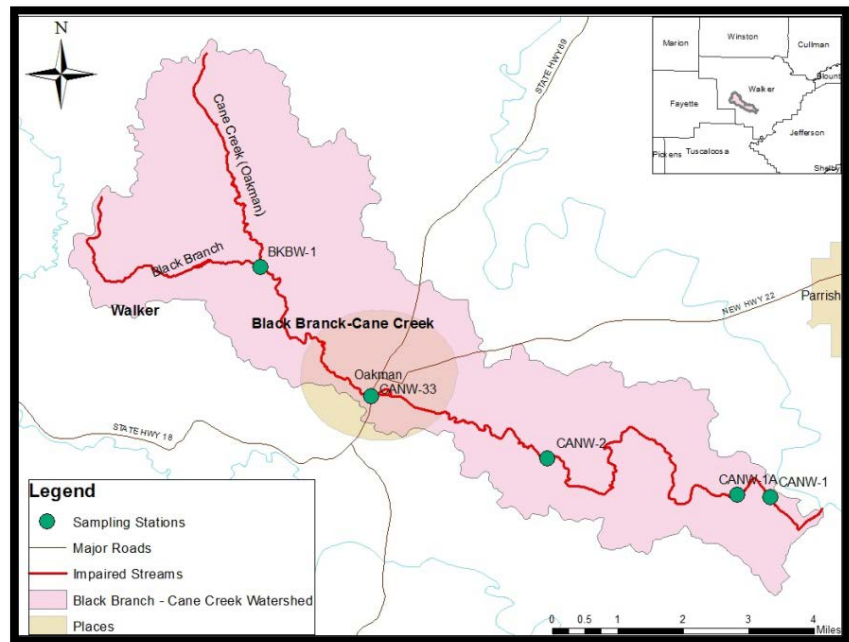 N
Marion
Winston
Cullman
Blount
Walker
Fayette
Jefferson
Tuscaloosa
Pickens
Shelby
STATE HWY 69
Cane Creek (Oakman)
BKBW-1
Black Branch
Walker
Black Branck-Cane Creek
NEW HWY 22
Parrish
Oakman
CANW-33
STATE HWY 18
CANW-2
CANW-1A
CANW-1
Legend
Sampling Stations
Major Roads
Impaired Streams
Black Branch - Cane Creek Watershed
Places
0 0.5 1 2 3 4
Miles